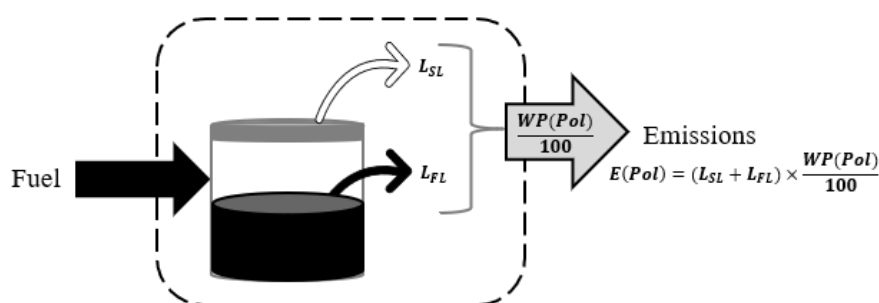 Fuel
L_SL
L_FL
WP(Pol)/100
Emissions
E(Pol) = (L_SL + L_FL) × WP(Pol)/100